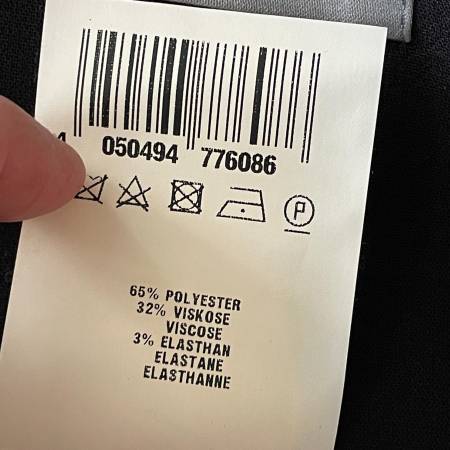 4 050494 776086
P
65% POLYESTER
32% VISKOSE
VISCOSE
3% ELASTHAN
ELASTANE
ELASTHANNE